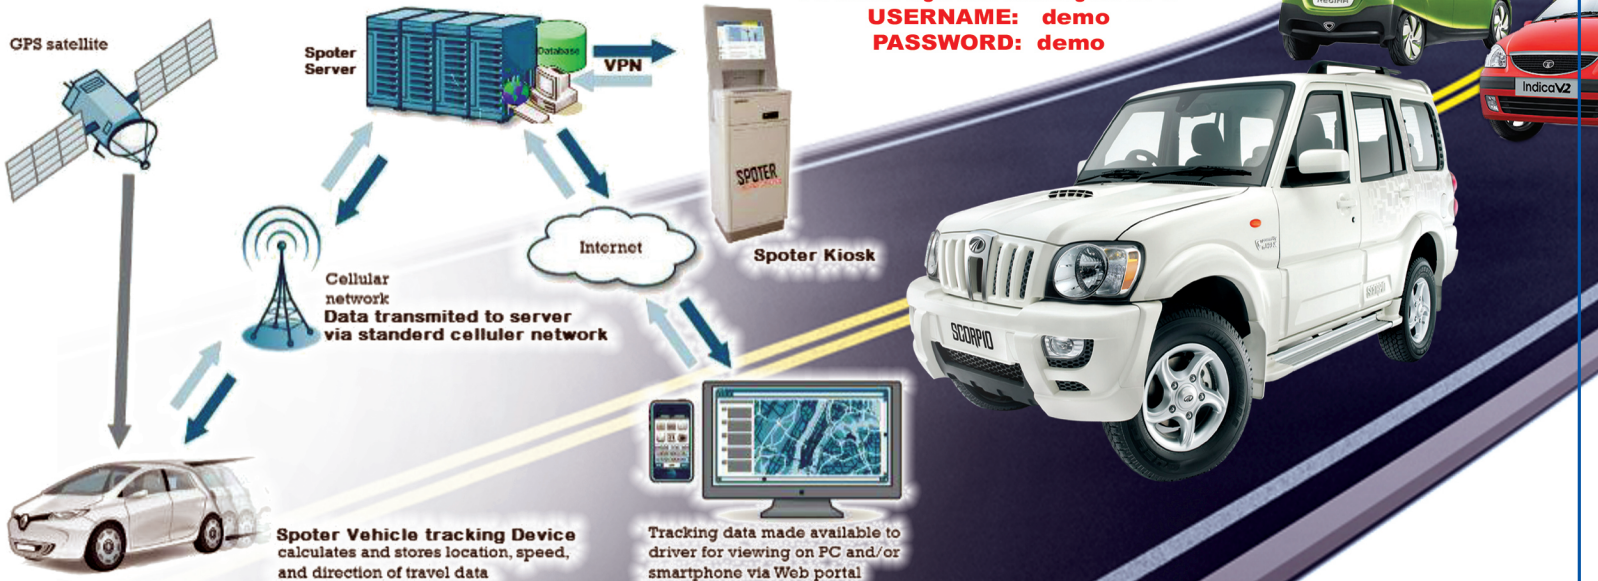 USERNAME: demo
PASSWORD: demo
GPS satellite
Spoter
Server
Database
VPN
SPOTER
Spoter Kiosk
Internet
Cellular
network
Data transmited to server
via standerd celluler network
Spoter Vehicle tracking Device
calculates and stores location, speed,
and direction of travel data
Tracking data made available to
driver for viewing on PC and/or
smartphone via Web portal
SCORPIO
IndicaV2